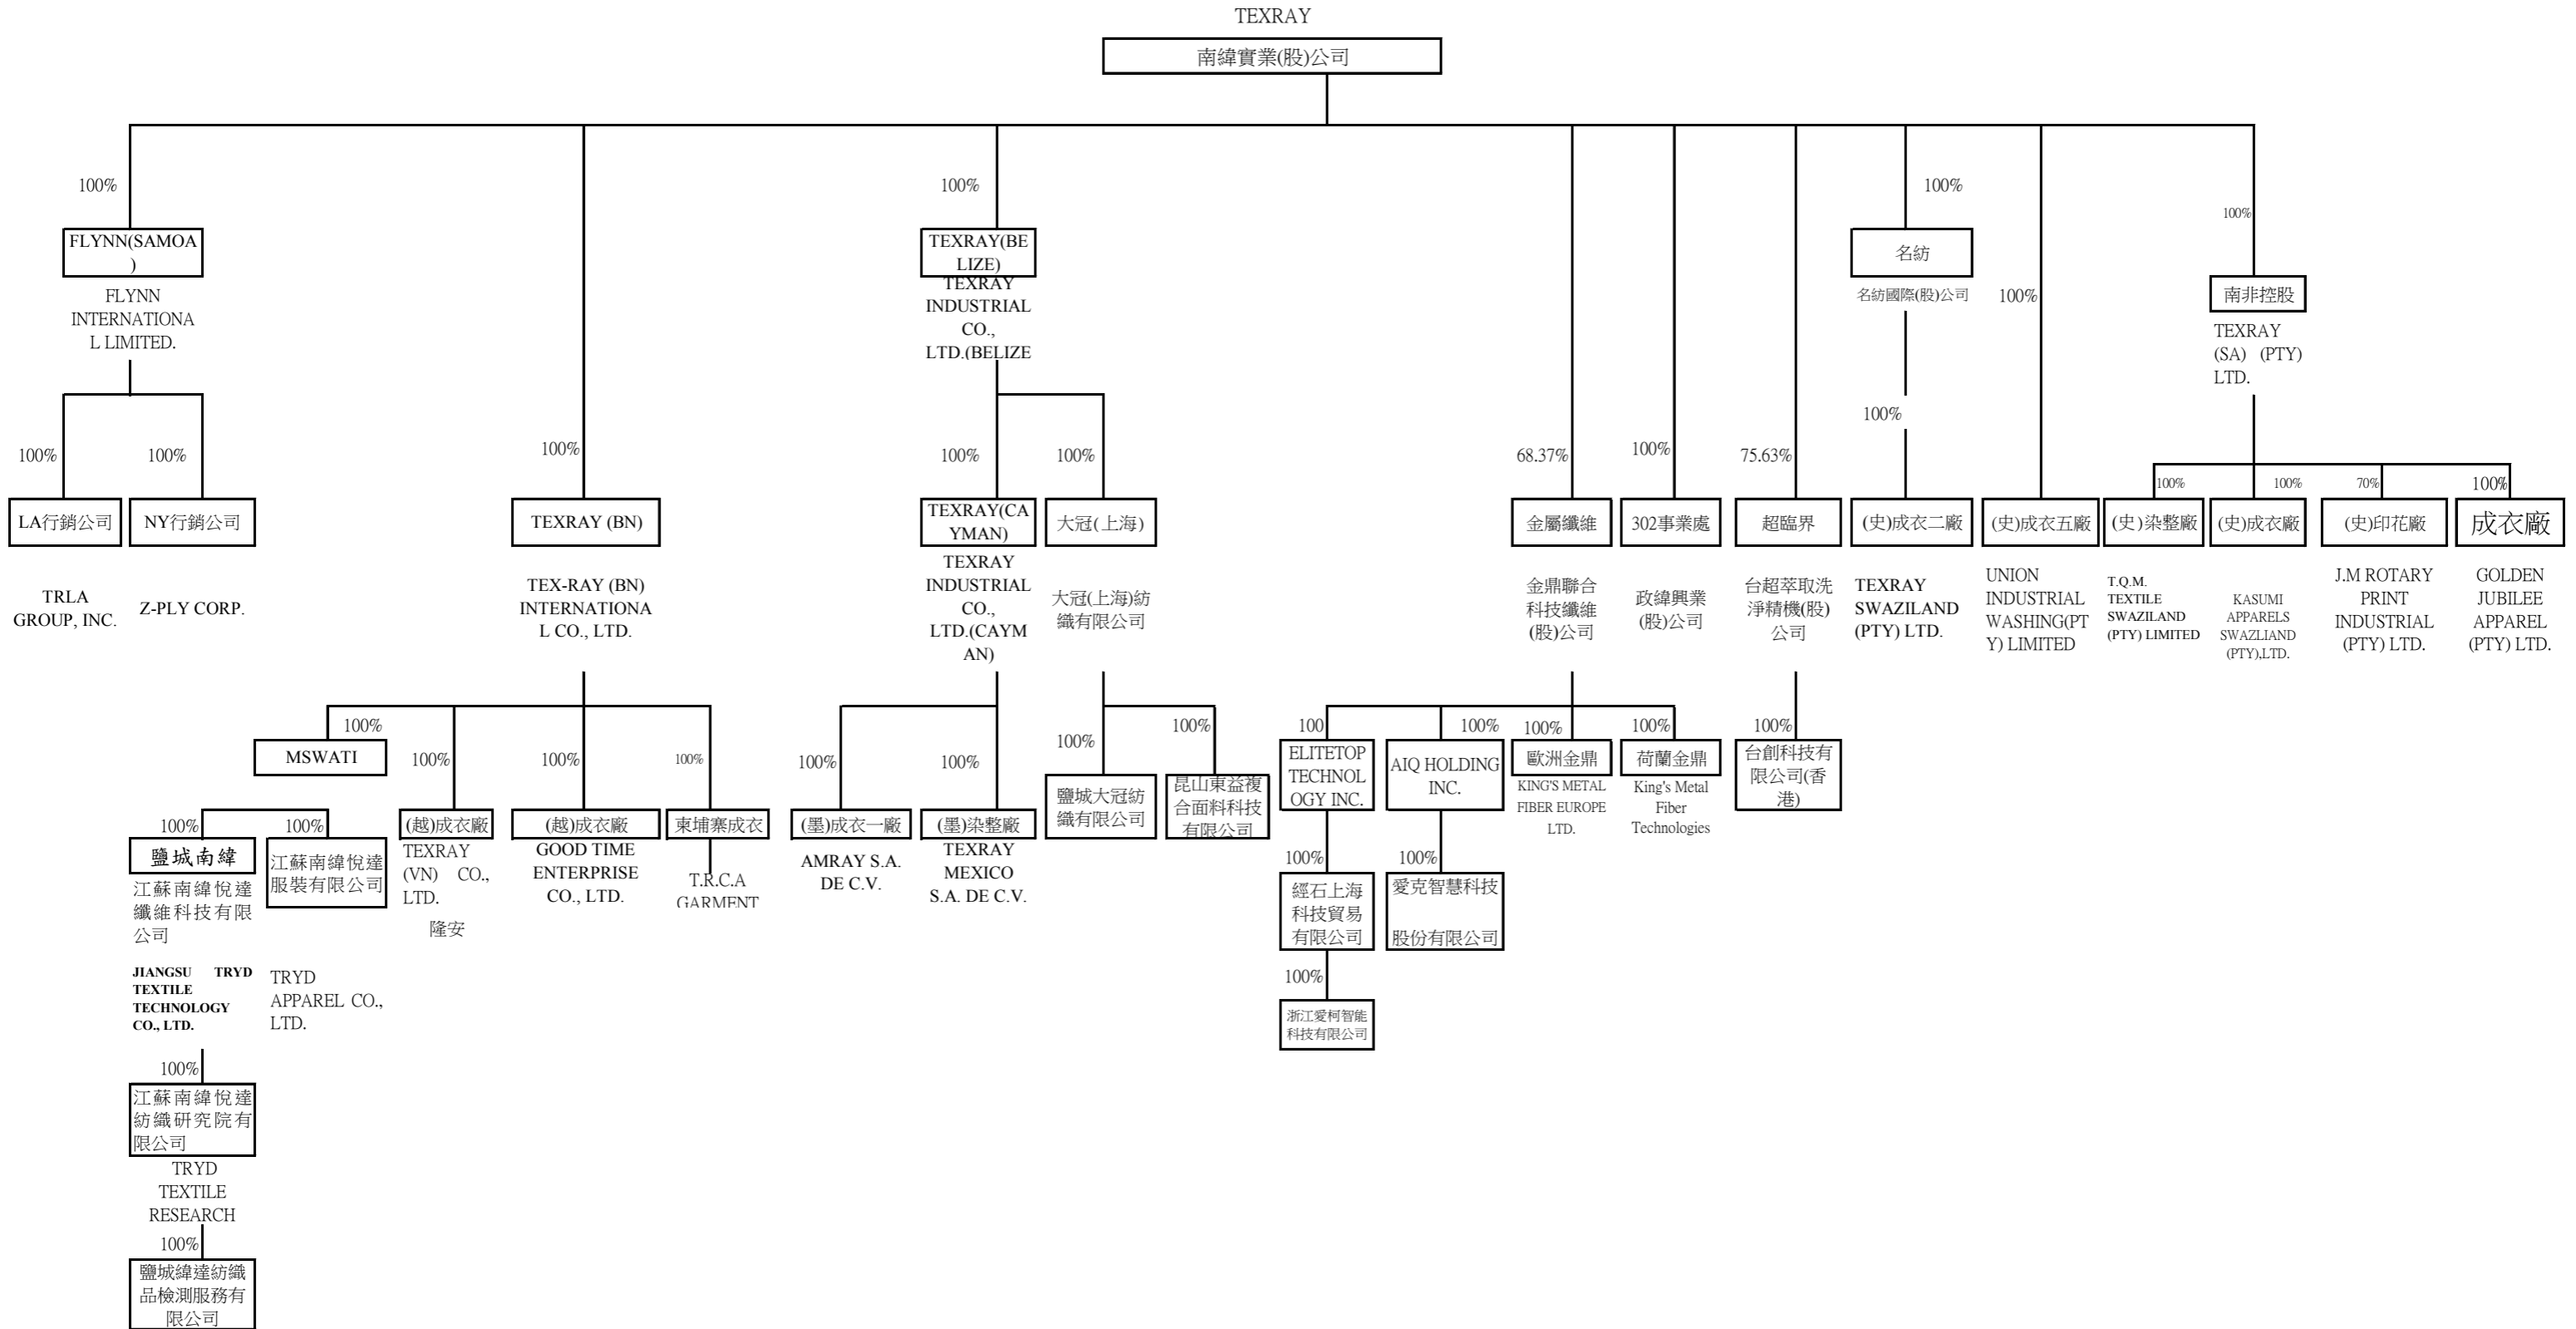 TEXRAY
南緯實業(股)公司
100%
100%
100%
100%
FLYNN(SAMOA
)
TEXRAY(BE
LIZE)
名紡
南非控股
FLYNN
INTERNATIONA
L LIMITED.
TEXRAY
INDUSTRIAL
CO.,
LTD.(BELIZE
名紡國際(股)公司
100%
TEXRAY
(SA) (PTY)
LTD.
100%
100%
100%
100%
100%
100%
68.37%
100%
75.63%
100%
100%
70%
100%
LA行銷公司
NY行銷公司
TEXRAY (BN)
TEXRAY(CA
YMAN)
大冠(上海)
金屬纖維
302事業處
超臨界
(史)成衣二廠
(史)成衣五廠
(史)染整廠
(史)成衣廠
(史)印花廠
成衣廠
TRLA
GROUP, INC.
Z-PLY CORP.
TEX-RAY (BN)
INTERNATIONA
L CO., LTD.
TEXRAY
INDUSTRIAL
CO.,
LTD.(CAYM
AN)
大冠(上海)紡
織有限公司
金鼎聯合
科技纖維
(股)公司
政緯興業
(股)公司
台超萃取洗
淨精機(股)
公司
TEXRAY
SWAZILAND
(PTY) LTD.
UNION
INDUSTRIAL
WASHING(PT
Y) LIMITED
T.Q.M.
TEXTILE
SWAZILAND
(PTY) LIMITED
KASUMI
APPARELS
SWAZLIAND
(PTY),LTD.
J.M ROTARY
PRINT
INDUSTRIAL
(PTY) LTD.
GOLDEN
JUBILEE
APPAREL
(PTY) LTD.
100%
100%
100%
100%
100%
100%
100%
100%
100
100%
100%
100%
100%
MSWATI
ELITETOP
TECHNOL
OGY INC.
AIQ HOLDING
INC.
歐洲金鼎
荷蘭金鼎
台創科技有
限公司(香
港)
KING'S METAL
FIBER EUROPE
LTD.
King's Metal
Fiber
Technologies
鹽城大冠紡
織有限公司
昆山東益複
合面料科技
有限公司
100%
100%
鹽城南緯
江蘇南緯悅達
服裝有限公司
(越)成衣廠
(越)成衣廠
柬埔寨成衣
(墨)成衣一廠
(墨)染整廠
江蘇南緯悅達
纖維科技有限
公司
TEXRAY
(VN) CO.,
LTD.
隆安
GOOD TIME
ENTERPRISE
CO., LTD.
T.R.C.A
GARMENT
AMRAY S.A.
DE C.V.
TEXRAY
MEXICO
S.A. DE C.V.
100%
100%
經石上海
科技貿易
有限公司
愛克智慧科技
股份有限公司
JIANGSU TRYD
TEXTILE
TECHNOLOGY
CO., LTD.
TRYD
APPAREL CO.,
LTD.
100%
浙江愛柯智能
科技有限公司
100%
江蘇南緯悅達
紡織研究院有
限公司
TRYD
TEXTILE
RESEARCH
100%
鹽城緯達紡織
品檢測服務有
限公司